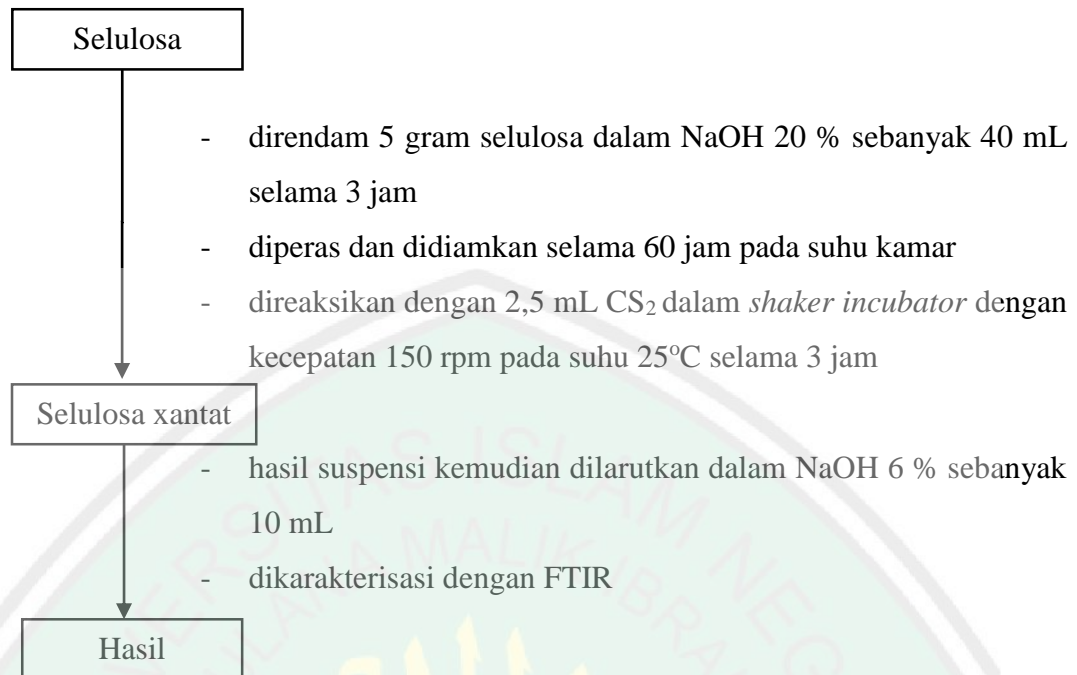 Selulosa
- direndam 5 gram selulosa dalam NaOH 20 % sebanyak 40 mL
selama 3 jam
- diperas dan didiamkan selama 60 jam pada suhu kamar
- direaksikan dengan 2,5 mL CS₂ dalam shaker incubator dengan
kecepatan 150 rpm pada suhu 25°C selama 3 jam
Selulosa xantat
- hasil suspensi kemudian dilarutkan dalam NaOH 6 % sebanyak
10 mL
- dikarakterisasi dengan FTIR
Hasil